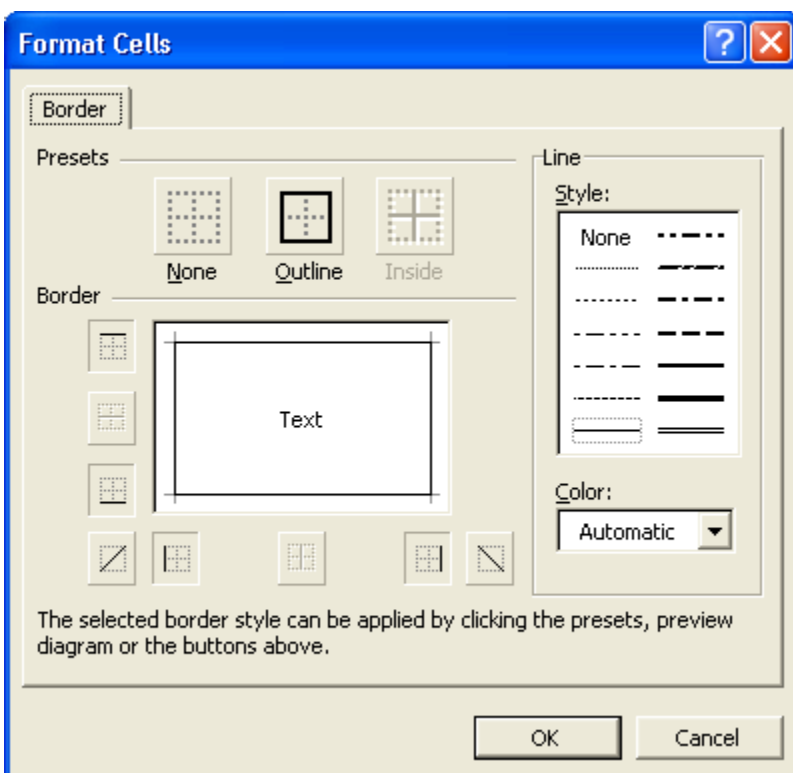 Format Cells
?
Border
Presets
None
Outline
Inside
Border
Text
Line
Style:
None
Color:
Automatic
The selected border style can be applied by clicking the presets, preview
diagram or the buttons above.
OK
Cancel